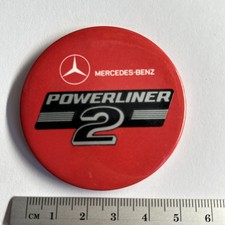 MERCEDES-BENZ
POWERLINER
2
CM 1 2 3 4 5 6